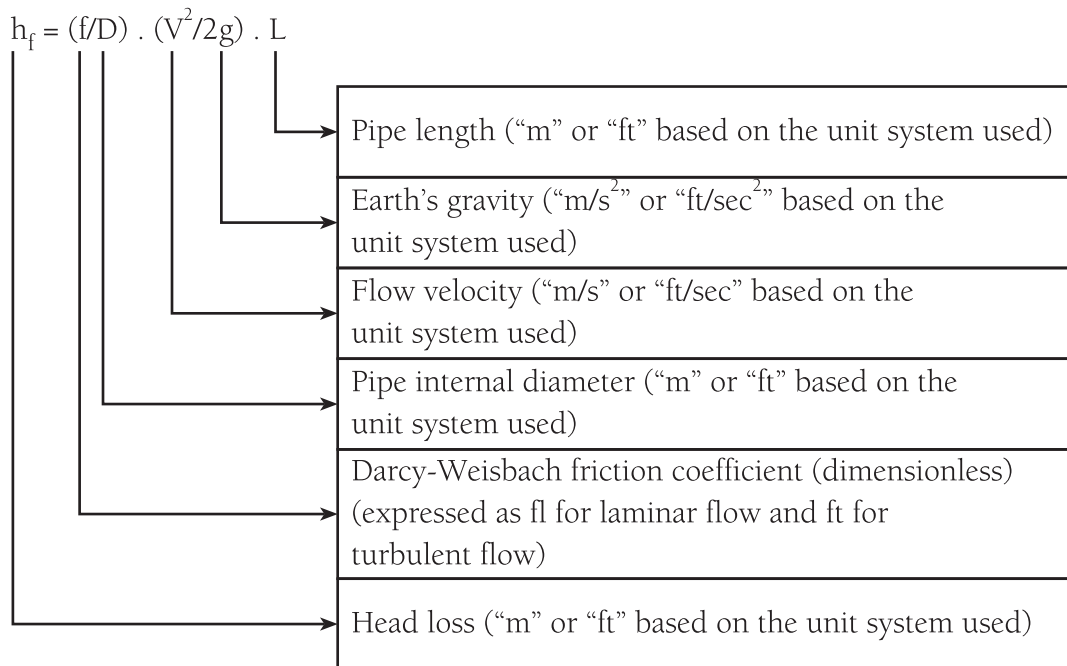 h_f = (f/D) . (V²/2g) . L
Pipe length (“m” or “ft” based on the unit system used)
Earth’s gravity (“m/s²” or “ft/sec²” based on the
unit system used)
Flow velocity (“m/s” or “ft/sec” based on the
unit system used)
Pipe internal diameter (“m” or “ft” based on the
unit system used)
Darcy-Weisbach friction coefficient (dimensionless)
(expressed as fl for laminar flow and ft for
turbulent flow)
Head loss (“m” or “ft” based on the unit system used)